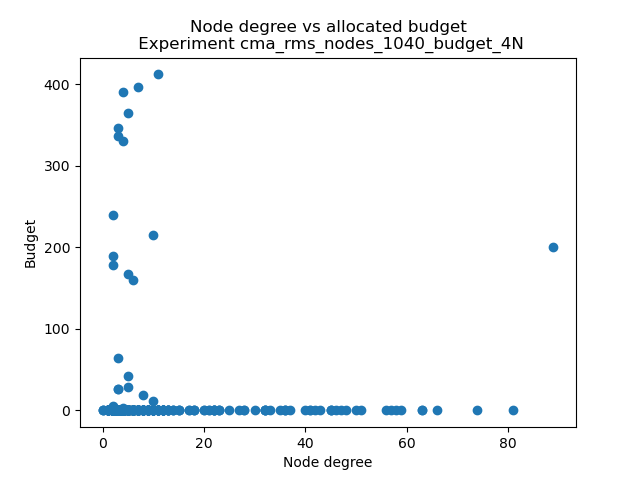 Node degree vs allocated budget
Experiment cma_rms_nodes_1040_budget_4N
400
300
200
100
0
Budget
0 20 40 60 80
Node degree